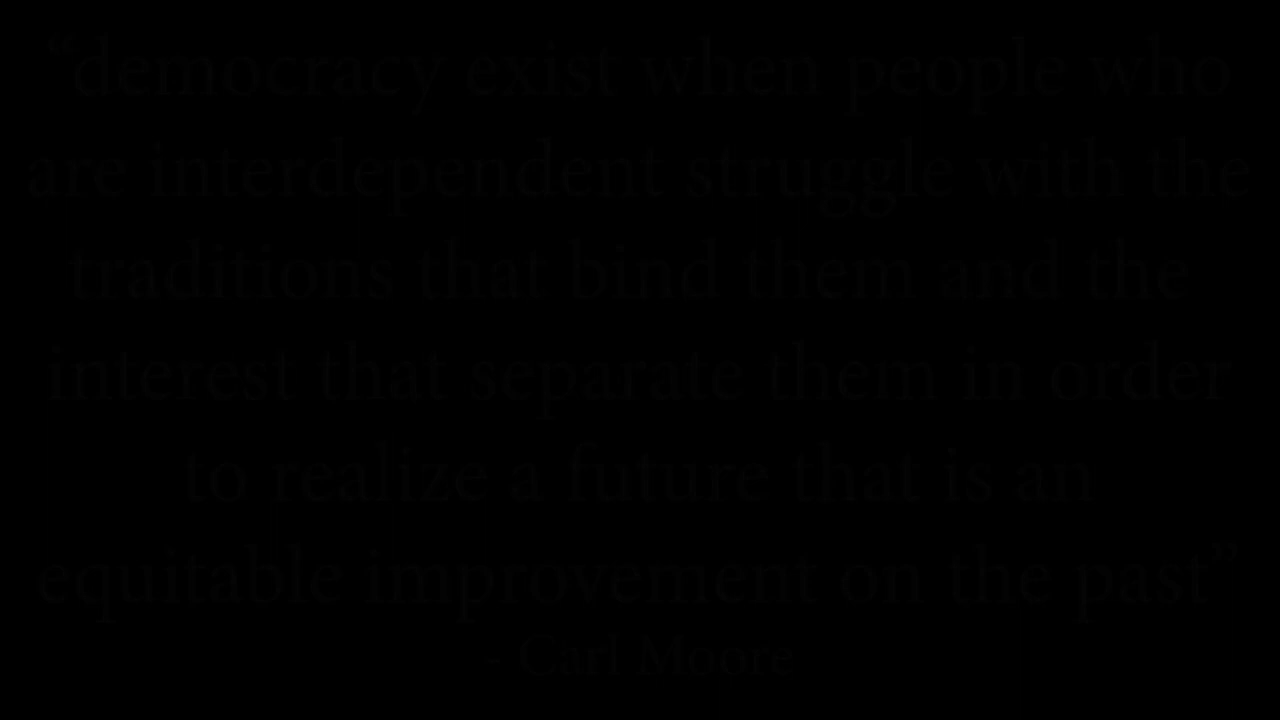 “democracy exist when people who
are interdependent struggle with the
traditions that bind them and the
interest that separate them in order
to realize a future that is an
equitable improvement on the past”
- Carl Moore